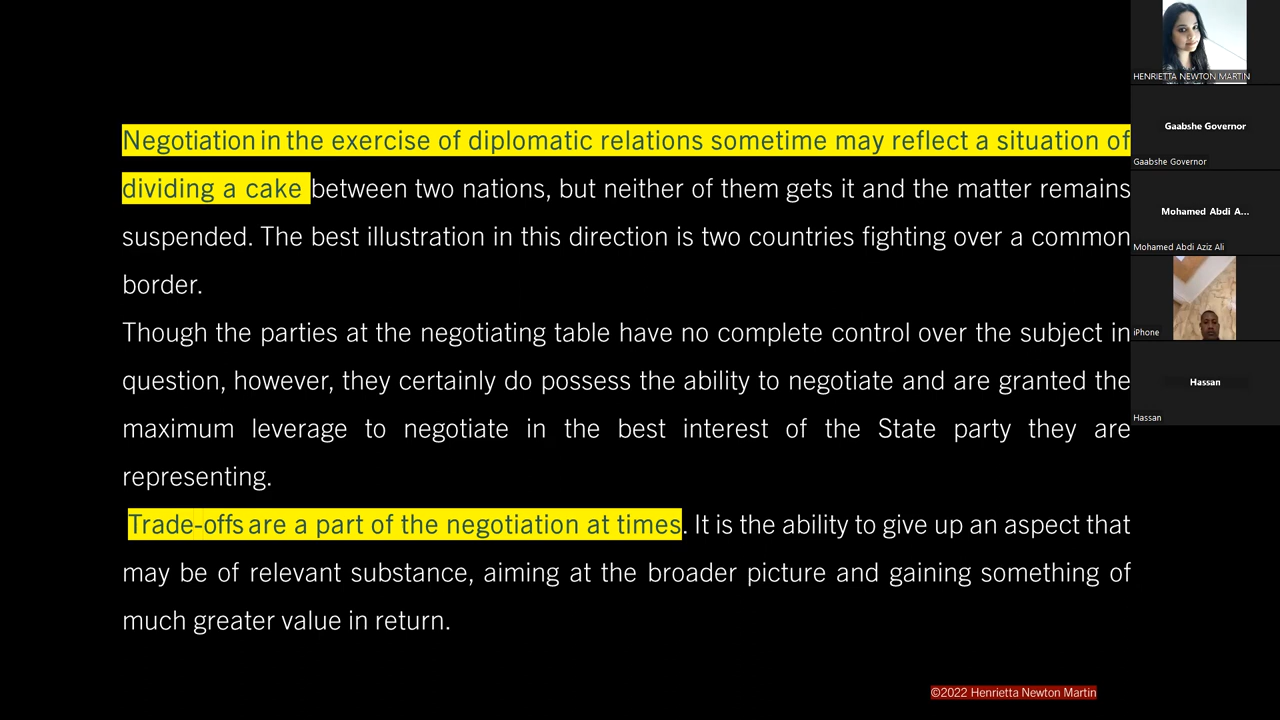 Negotiation in the exercise of diplomatic relations sometime may reflect a situation of
dividing a cake between two nations, but neither of them gets it and the matter remains
suspended. The best illustration in this direction is two countries fighting over a common
border.
Though the parties at the negotiating table have no complete control over the subject in
question, however, they certainly do possess the ability to negotiate and are granted the
maximum leverage to negotiate in the best interest of the State party they are
representing.
Trade-offs are a part of the negotiation at times. It is the ability to give up an aspect that
may be of relevant substance, aiming at the broader picture and gaining something of
much greater value in return.
©2022 Henrietta Newton Martin
HENRIETTA NEWTON MARTIN
Gaabshe Governor
Gaabshe Governor
Mohamed Abdi A...
Mohamed Abdi Aziz Ali
iPhone
Hassan
Hassan